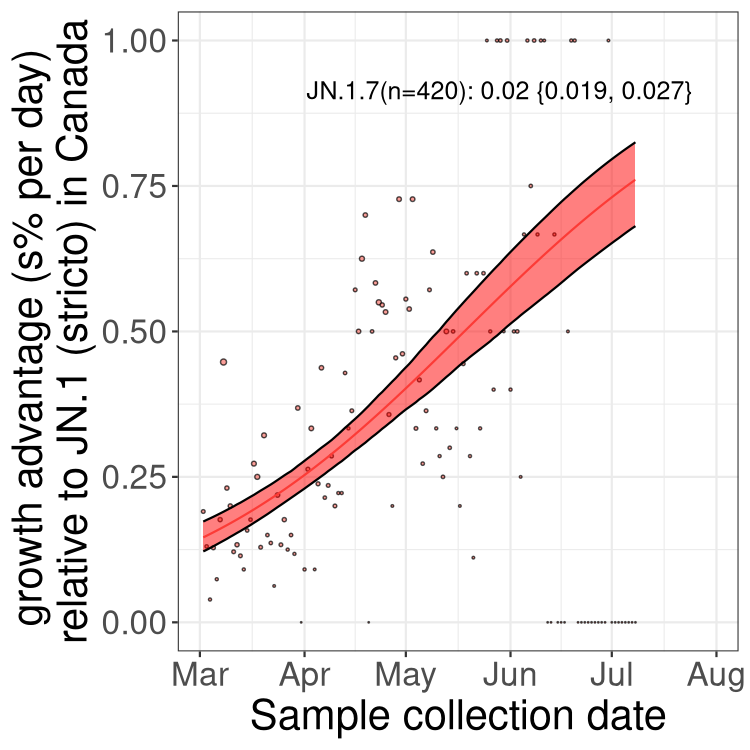 growth advantage (s% per day)
relative to JN.1 (stricto) in Canada
1.00
0.75
0.50
0.25
0.00
JN.1.7(n=420): 0.02 {0.019, 0.027}
Mar Apr May Jun Jul Aug
Sample collection date